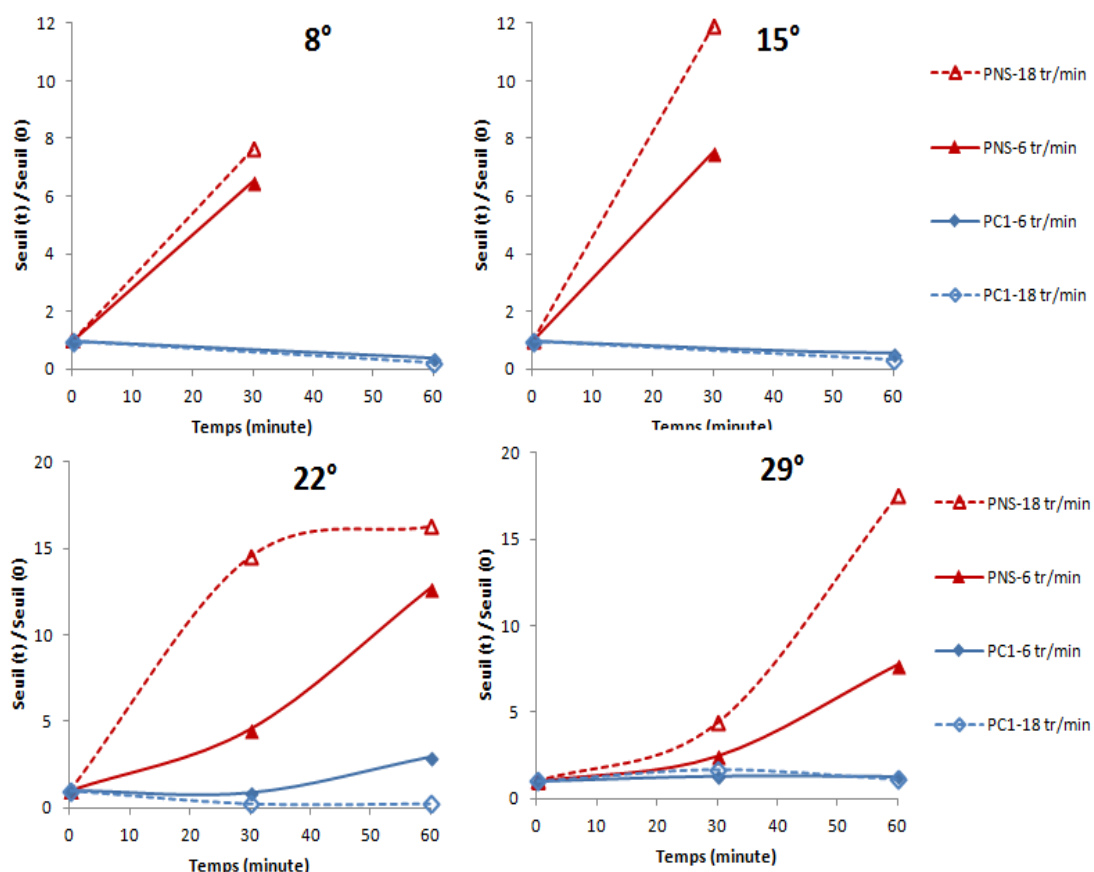 8°
Seuil (t) / Seuil (0)
12
10
8
6
4
2
0
0 10 20 30 40 50 60
Temps (minute)
15°
Seuil (t) / Seuil (0)
12
10
8
6
4
2
0
0 10 20 30 40 50 60
Temps (minute)
PNS-18 tr/min
PNS-6 tr/min
PC1-6 tr/min
PC1-18 tr/min
22°
Seuil (t) / Seuil (0)
20
15
10
5
0
0 10 20 30 40 50 60
Temps (minute)
29°
Seuil (t) / Seuil (0)
20
15
10
5
0
0 10 20 30 40 50 60
Temps (minute)
PNS-18 tr/min
PNS-6 tr/min
PC1-6 tr/min
PC1-18 tr/min